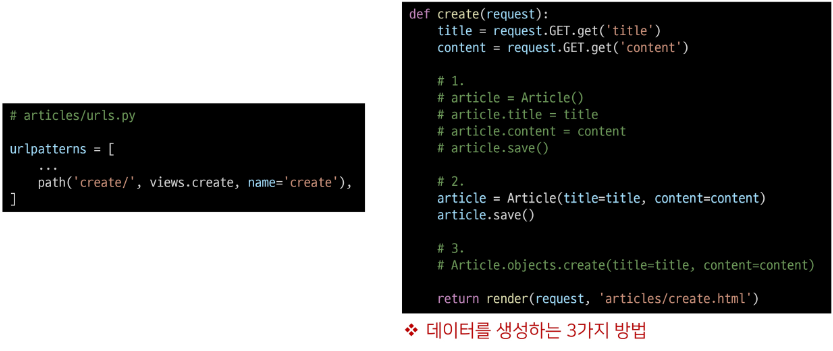 # articles/urls.py
urlpatterns = [
...
path('create/', views.create, name='create'),
]
def create(request):
title = request.GET.get('title')
content = request.GET.get('content')
# 1.
# article = Article()
# article.title = title
# article.content = content
# article.save()
# 2.
article = Article(title=title, content=content)
article.save()
# 3.
# Article.objects.create(title=title, content=content)
return render(request, 'articles/create.html')
❖ 데이터를 생성하는 3가지 방법